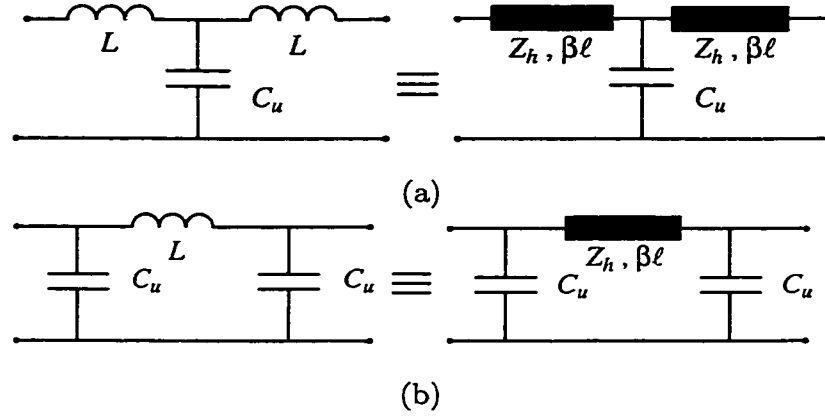 L L
C_u ≡ Z_h , βℓ Z_h , βℓ
C_u
(a)
L
C_u C_u ≡ Z_h , βℓ
C_u C_u
(b)